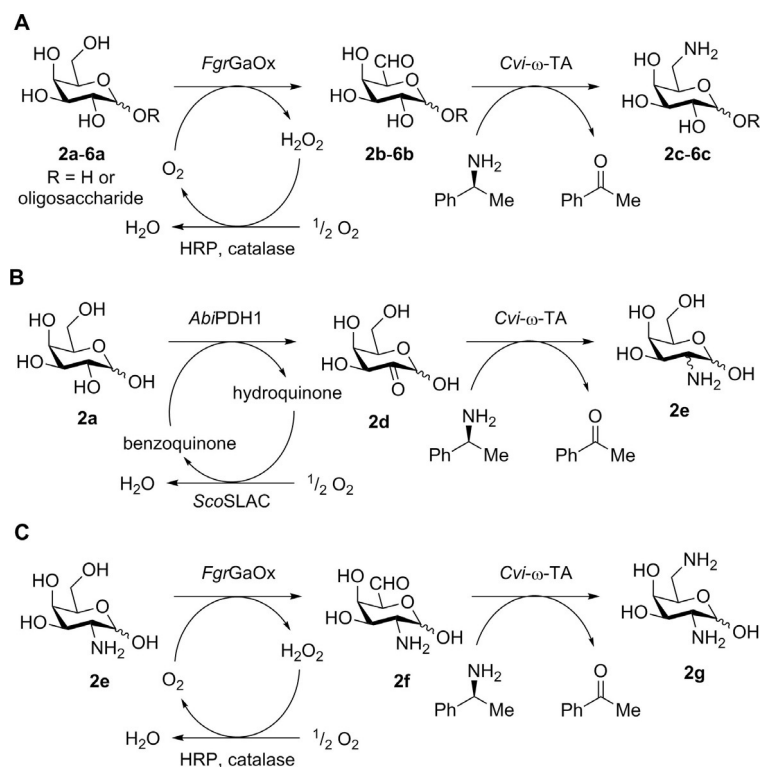 A
OH
HO
FgrGaOx
HO
CHO
Cvi-ω-TA
HO
NH2
O
HO
HO
OR
O
HO
HO
OR
O
HO
HO
OR
2a-6a
R = H or
oligosaccharide
O2
H2O2
2b-6b
NH2
Ph
Me
O
Ph
Me
2c-6c
H2O
1/2 O2
HRP, catalase
B
OH
HO
AbiPDH1
OH
HO
Cvi-ω-TA
OH
HO
O
HO
HO
OH
O
HO
O
OH
O
HO
NH2
OH
2a
hydroquinone
2d
NH2
Ph
Me
O
Ph
Me
2e
benzoquinone
H2O
1/2 O2
ScoSLAC
C
OH
HO
FgrGaOx
HO
CHO
Cvi-ω-TA
HO
NH2
O
HO
NH2
OH
O
HO
NH2
OH
O
HO
NH2
OH
2e
O2
H2O2
2f
NH2
Ph
Me
O
Ph
Me
2g
H2O
1/2 O2
HRP, catalase